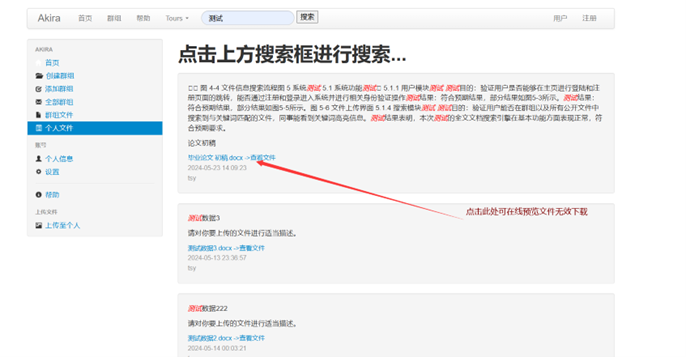 Akira 首页 群组 帮助 Tours 测试 搜索 用户 注册
AKIRA
首页
创建群组
添加群组
全部群组
群组文件
个人文件
账号
个人信息
设置
帮助
上传文件
上传至个人
点击上方搜索框进行搜索...
图 4-4 文件信息搜索流程图 5 系统测试 5.1 系统功能测试 5.1.1 用户模块测试 测试目的：验证用户是否能够在主页进行登陆和注
册页面的跳转，能否通过注册和登录进入系统并进行相关身份验证操作测试结果：符合预期结果，部分结果如图5-3所示。测试结果：
符合预期结果，部分结果如图5-5所示。图 5-6 文件上传界面 5.1.4 搜索模块测试 测试目的：验证用户能否在群组以及所有公开文件中
搜索到与关键词匹配的文件，同事能看到关键词高亮信息。测试结果表明，本次测试的全文文档搜索引擎在基本功能方面表现正常，符
合预期要求。
论文初稿
毕业论文 初稿.docx ->查看文件
2024-05-23 14:09:23
tsy
点击此处可在线预览文件无效下载
测试数据3
请对你要上传的文件进行适当描述。
测试数据3.docx ->查看文件
2024-05-13 23:36:57
tsy
测试数据222
请对你要上传的文件进行适当描述。
测试数据2.docx ->查看文件
2024-05-14 00:03:21